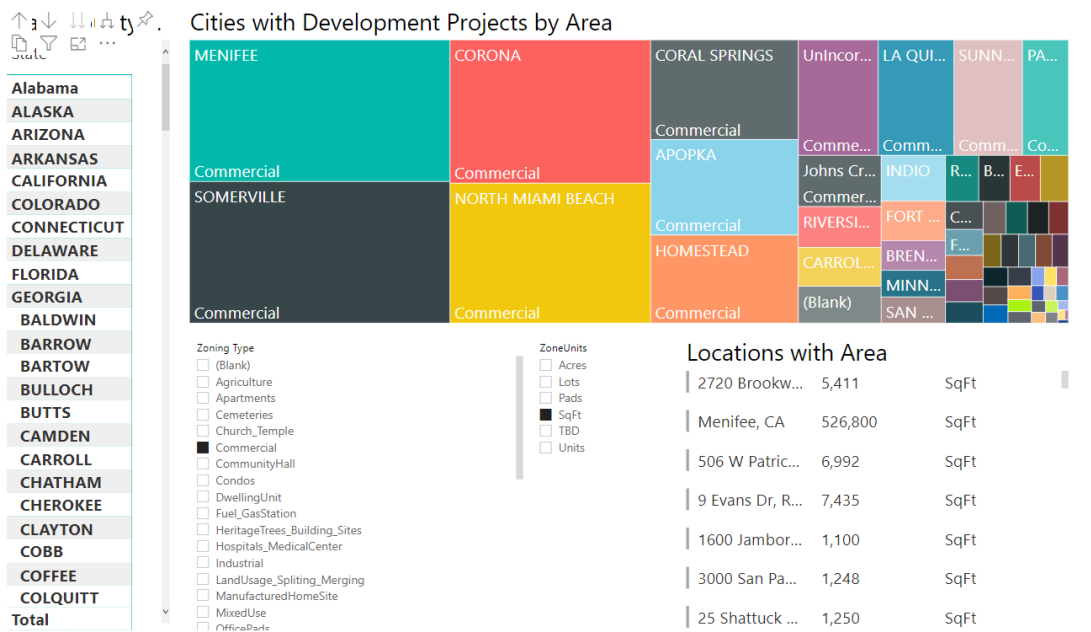 Cities with Development Projects by Area
State
Alabama
ALASKA
ARIZONA
ARKANSAS
CALIFORNIA
COLORADO
CONNECTICUT
DELAWARE
FLORIDA
GEORGIA
BALDWIN
BARROW
BARTOW
BULLOCH
BUTTS
CAMDEN
CARROLL
CHATHAM
CHEROKEE
CLAYTON
COBB
COFFEE
COLQUITT
Total
MENIFEE
Commercial
SOMERVILLE
Commercial
CORONA
Commercial
NORTH MIAMI BEACH
Commercial
CORAL SPRINGS
Commercial
APOPKA
Commercial
HOMESTEAD
Commercial
UnIncor...
Comme...
LA QUI...
Comm...
SUNN...
Comm...
PA...
Co...
Johns Cr...
Commer...
RIVERSI...
CARROL...
(Blank)
INDIO
FORT ...
BREN...
MINN...
SAN ...
R...
B...
E...
C...
F...
Zoning Type
(Blank)
Agriculture
Apartments
Cemeteries
Church_Temple
Commercial
CommunityHall
Condos
DwellingUnit
Fuel_GasStation
HeritageTrees_Building_Sites
Hospitals_MedicalCenter
Industrial
LandUsage_Spliting_Merging
ManufacturedHomeSite
MixedUse
OfficePads
ZoneUnits
Acres
Lots
Pads
SqFt
TBD
Units
Locations with Area
2720 Brookw... 5,411 SqFt
Menifee, CA 526,800 SqFt
506 W Patric... 6,992 SqFt
9 Evans Dr, R... 7,435 SqFt
1600 Jambor... 1,100 SqFt
3000 San Pa... 1,248 SqFt
25 Shattuck ... 1,250 SqFt